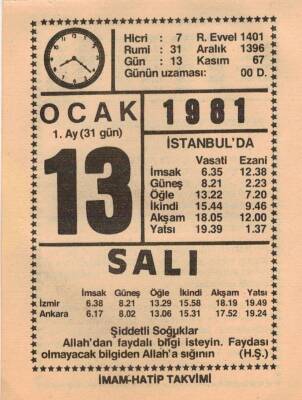 Hicri : 7 R. Evvel 1401
Rumi : 31 Aralık 1396
Gün : 13 Kasım 67
Günün uzaması: 00 D.
OCAK 1981
1. Ay (31 gün)
13
İSTANBUL'DA
Vasati Ezani
İmsak 6.35 12.38
Güneş 8.21 2.23
Öğle 13.22 7.20
İkindi 15.44 9.46
Akşam 18.05 12.00
Yatsı 19.39 1.37
SALI
İmsak Güneş Öğle İkindi Akşam Yatsı
İzmir 6.38 8.21 13.29 15.58 18.19 19.49
Ankara 6.17 8.02 13.06 15.31 17.52 19.24
Şiddetli Soğuklar
Allah'dan faydalı bilgi isteyin. Faydası
olmayacak bilgiden Allah'a sığının (H.Ş.)
İMAM-HATİP TAKVİMİ